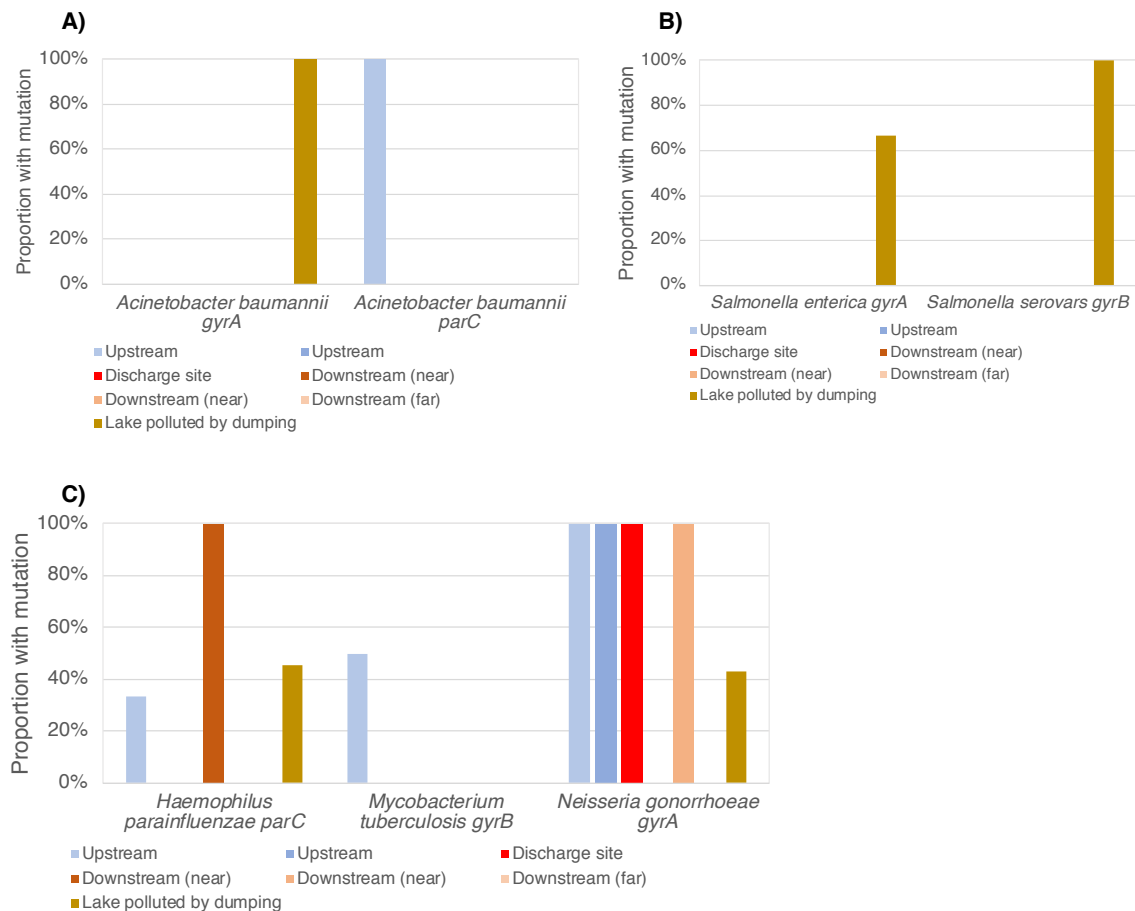 A)
Proportion with mutation
100%
80%
60%
40%
20%
0%
Acinetobacter baumannii
gyrA
Acinetobacter baumannii
parC
Upstream
Upstream
Discharge site
Downstream (near)
Downstream (near)
Downstream (far)
Lake polluted by dumping
B)
Proportion with mutation
100%
80%
60%
40%
20%
0%
Salmonella enterica gyrA
Salmonella serovars gyrB
Upstream
Upstream
Discharge site
Downstream (near)
Downstream (near)
Downstream (far)
Lake polluted by dumping
C)
Proportion with mutation
100%
80%
60%
40%
20%
0%
Haemophilus
parainfluenzae parC
Mycobacterium
tuberculosis gyrB
Neisseria gonorrhoeae
gyrA
Upstream
Upstream
Discharge site
Downstream (near)
Downstream (near)
Downstream (far)
Lake polluted by dumping